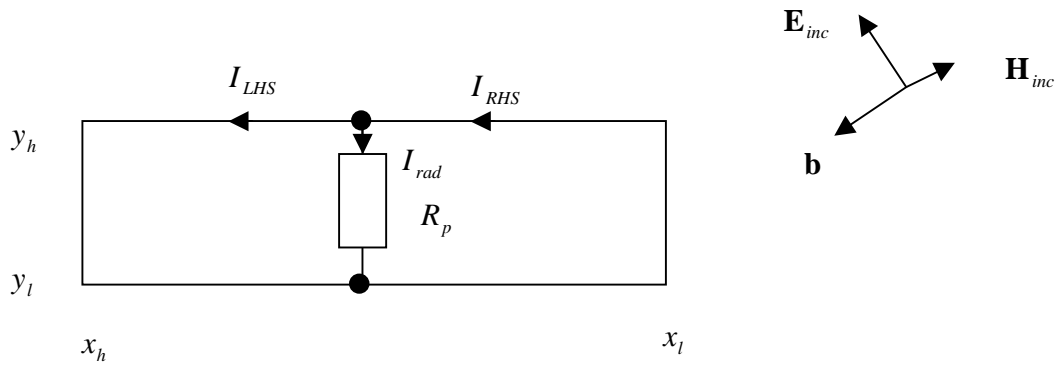 E_inc
H_inc
b
I_LHS
I_RHS
y_h
I_rad
R_p
y_l
x_h
x_l